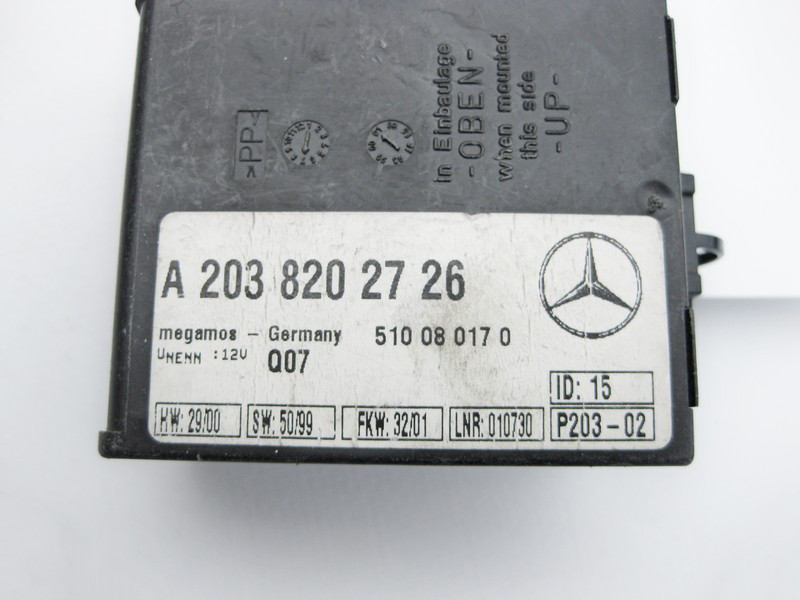 in Einbaulage
- OBEN -
when mounted
this side
- UP -
>PP<
A 203 820 27 26
megamos - Germany 510 08 017 0
UNENN :12V Q07
ID: 15
HW: 29/00 SW: 50/99 FKW: 32/01 LNR: 010730 P203-02